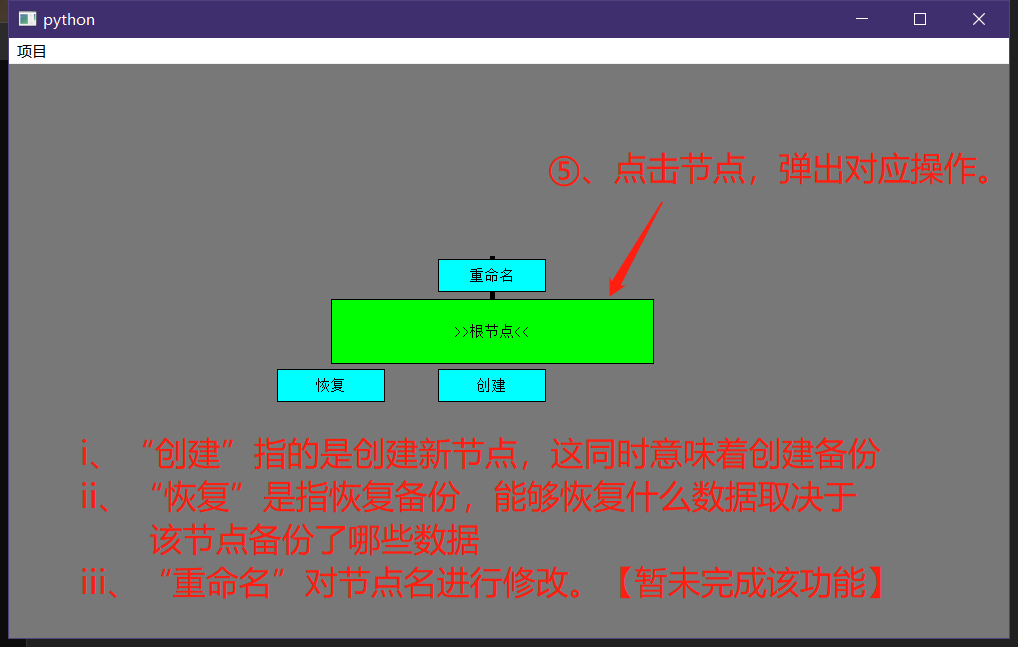 python
项目
⑤、点击节点，弹出对应操作。
重命名
>>根节点<<
恢复
创建
i、“创建”指的是创建新节点，这同时意味着创建备份
ii、“恢复”是指恢复备份，能够恢复什么数据取决于
该节点备份了哪些数据
iii、“重命名”对节点名进行修改。【暂未完成该功能】